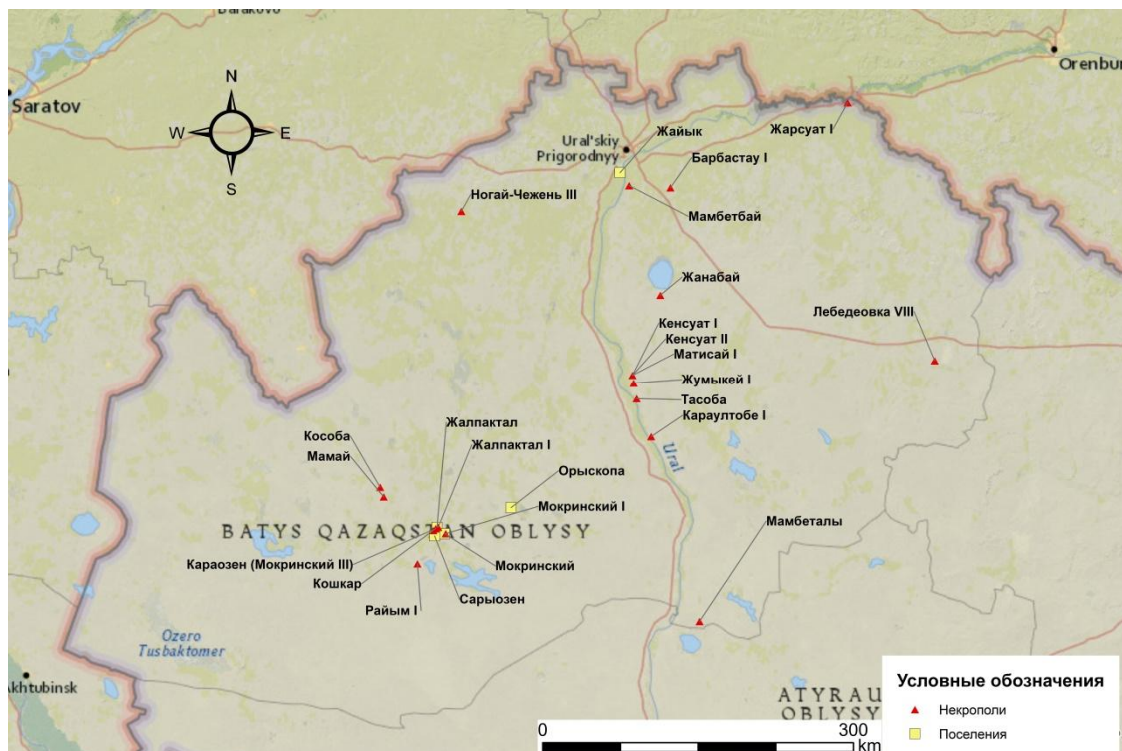 Barakovo
Saratov
Orenbur
N
W
E
S
Жарсуат I
Жайык
Ural'skiy
Prigorodnyy
Барбастау I
Ногай-Чежень III
Мамбетбай
Жанабай
Лебедеовка VIII
Кенсуат I
Кенсуат II
Матисай I
Жумыкей I
Тасоба
Караултобе I
Ural
Жалпактал
Жалпактал I
Кособа
Мамай
Орыскопа
Мокринский I
BATYS QAZAQSTAN OBLYSY
Мамбеталы
Караозен (Мокринский III)
Мокринский
Кошкар
Сарыозен
Райым I
Ozero
Tusbaktomer
Akhtubinsk
ATYRAU
OBLYSY
Условные обозначения
Некрополи
Поселения
0
300
km